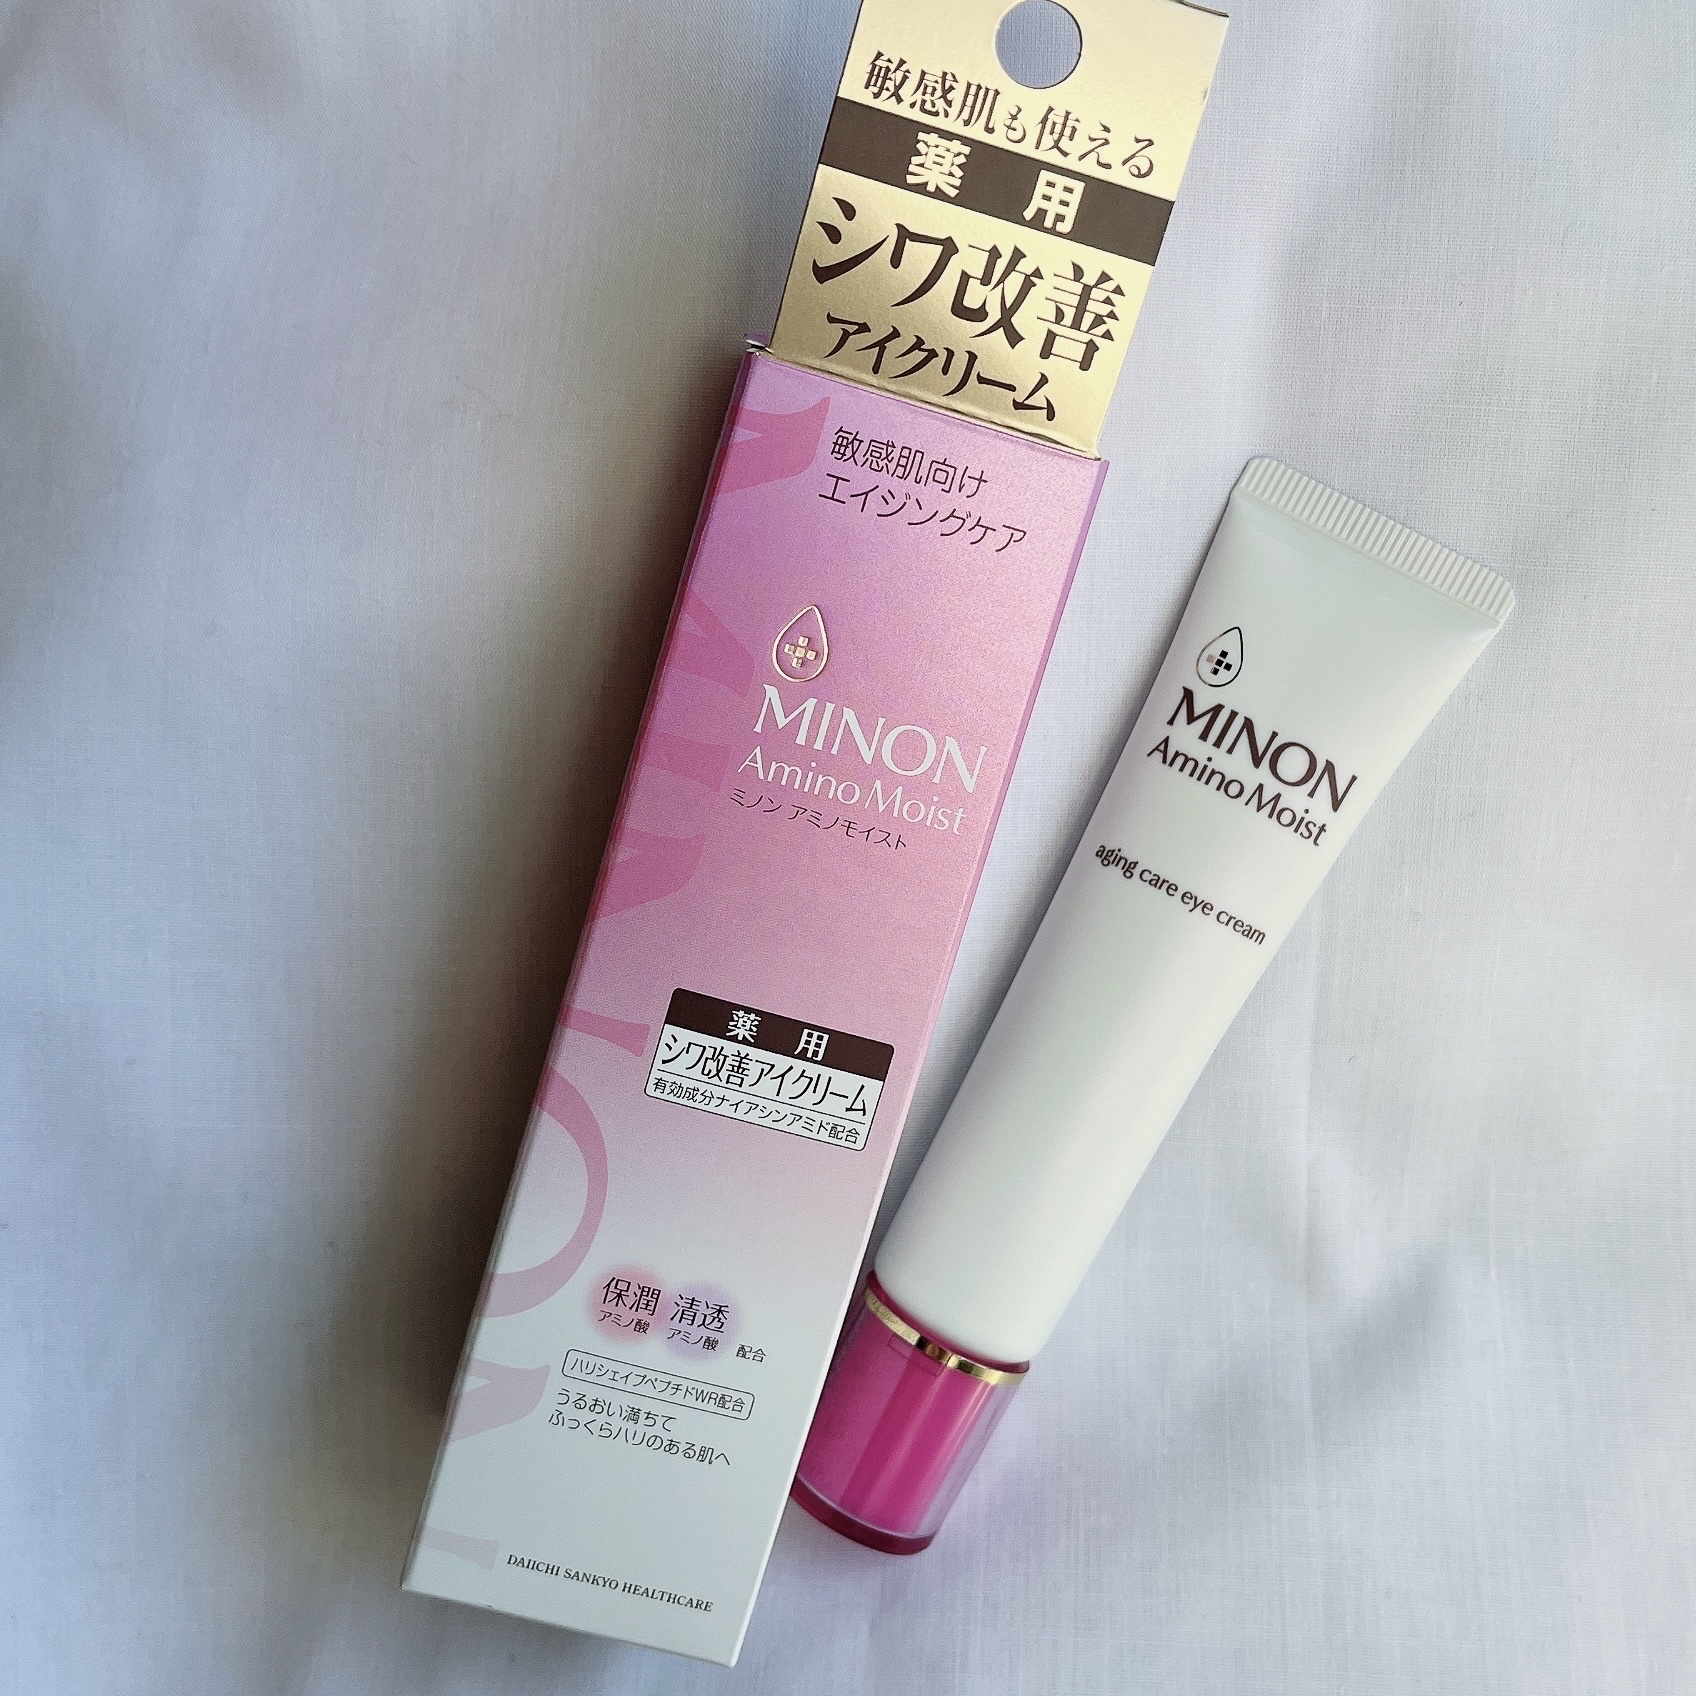 敏感肌も使える
薬用
シワ改善
アイクリーム
敏感肌向け
エイジングケア
MINON
Amino Moist
ミノン アミノモイスト
薬用
シワ改善アイクリーム
有効成分ナイアシンアミド配合
保潤 清透
アミノ酸 アミノ酸 配合
ハリシェイプペプチドWR配合
うるおい満ちて
ふっくらハリのある肌へ
DAIICHI SANKYO HEALTHCARE
MINON
Amino Moist
aging care eye cream